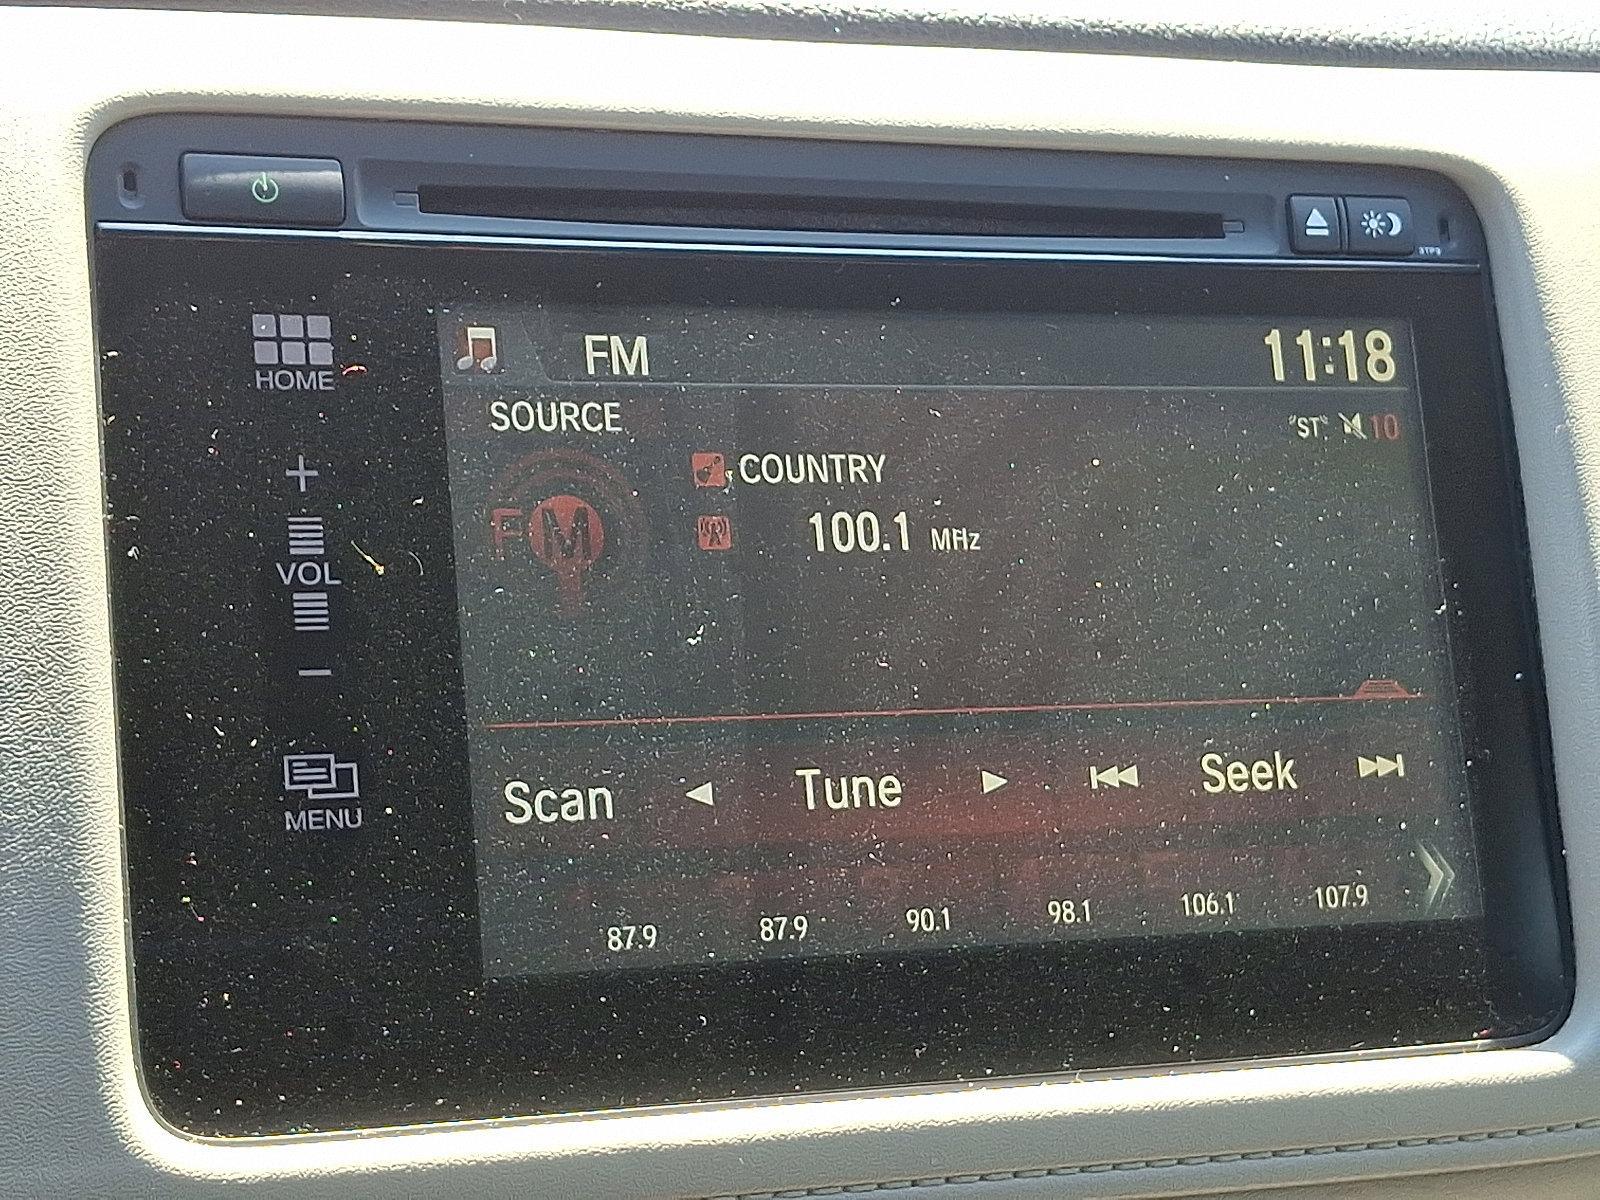 3TP3
HOME
FM
11:18
SOURCE
"ST" 10
COUNTRY
FM
100.1 MHz
+
VOL
−
MENU
Scan Tune Seek
87.9 87.9 90.1 98.1 106.1 107.9